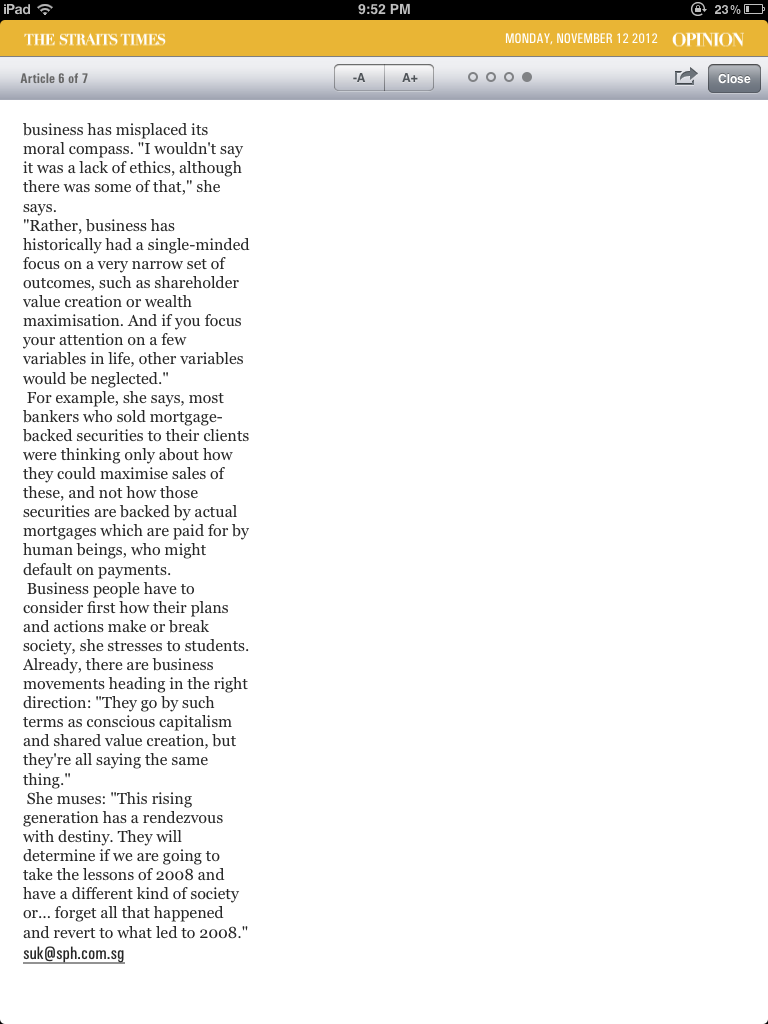 iPad
9:52 PM
23%
THE STRAITS TIMES
MONDAY, NOVEMBER 12 2012
OPINION
Article 6 of 7
-A
A+
Close
business has misplaced its
moral compass. "I wouldn't say
it was a lack of ethics, although
there was some of that," she
says.
"Rather, business has
historically had a single-minded
focus on a very narrow set of
outcomes, such as shareholder
value creation or wealth
maximisation. And if you focus
your attention on a few
variables in life, other variables
would be neglected."
For example, she says, most
bankers who sold mortgage-
backed securities to their clients
were thinking only about how
they could maximise sales of
these, and not how those
securities are backed by actual
mortgages which are paid for by
human beings, who might
default on payments.
Business people have to
consider first how their plans
and actions make or break
society, she stresses to students.
Already, there are business
movements heading in the right
direction: "They go by such
terms as conscious capitalism
and shared value creation, but
they're all saying the same
thing."
She muses: "This rising
generation has a rendezvous
with destiny. They will
determine if we are going to
take the lessons of 2008 and
have a different kind of society
or... forget all that happened
and revert to what led to 2008."
suk@sph.com.sg